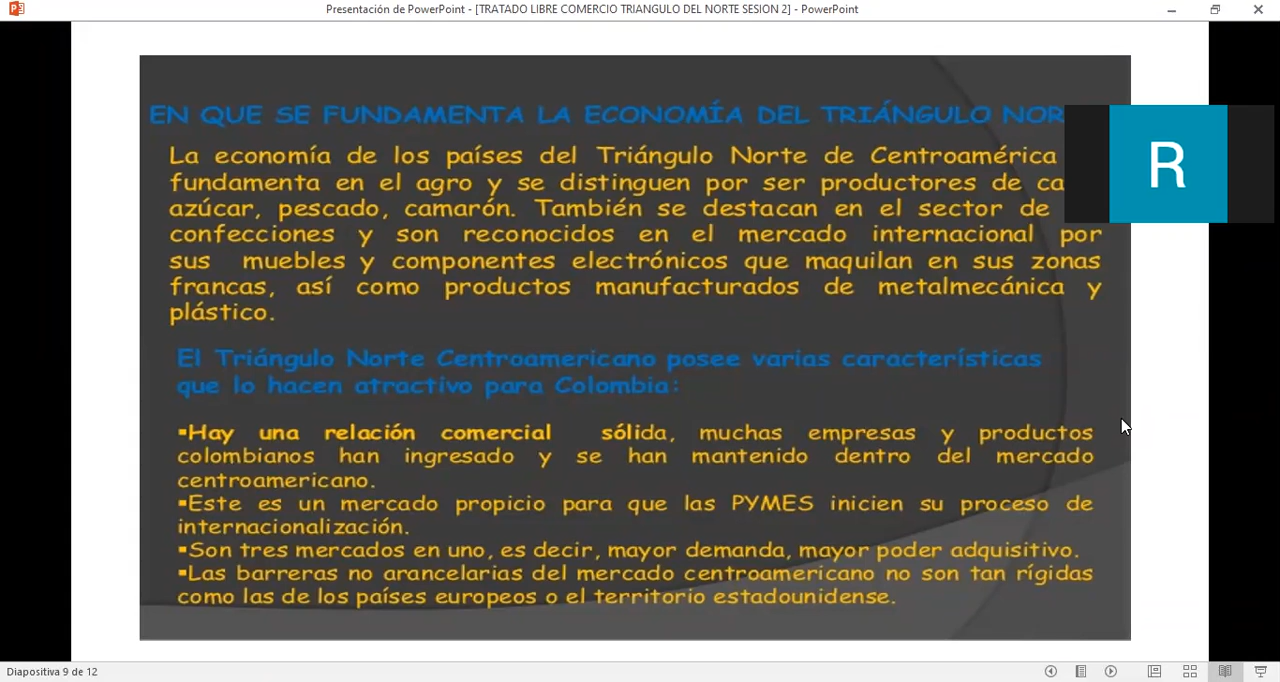 Presentación de PowerPoint - [TRATADO LIBRE COMERCIO TRIANGULO DEL NORTE SESION 2] - PowerPoint
EN QUE SE FUNDAMENTA LA ECONOMÍA DEL TRIÁNGULO
La economía de los países del Triángulo Norte de Centroamérica
fundamenta en el agro y se distinguen por ser productores de
azúcar, pescado, camarón. También se destacan en el sector de
confecciones y son reconocidos en el mercado internacional por
sus muebles y componentes electrónicos que maquilan en sus zonas
francas, así como productos manufacturados de metalmecánica y
plástico.
R
El Triángulo Norte Centroamericano posee varias características
que lo hacen atractivo para Colombia:
▪Hay una relación comercial sólida, muchas empresas y productos
colombianos han ingresado y se han mantenido dentro del mercado
centroamericano.
▪Este es un mercado propicio para que las PYMES inicien su proceso de
internacionalización.
▪Son tres mercados en uno, es decir, mayor demanda, mayor poder adquisitivo.
▪Las barreras no arancelarias del mercado centroamericano no son tan rígidas
como las de los países europeos o el territorio estadounidense.
Diapositiva 9 de 12